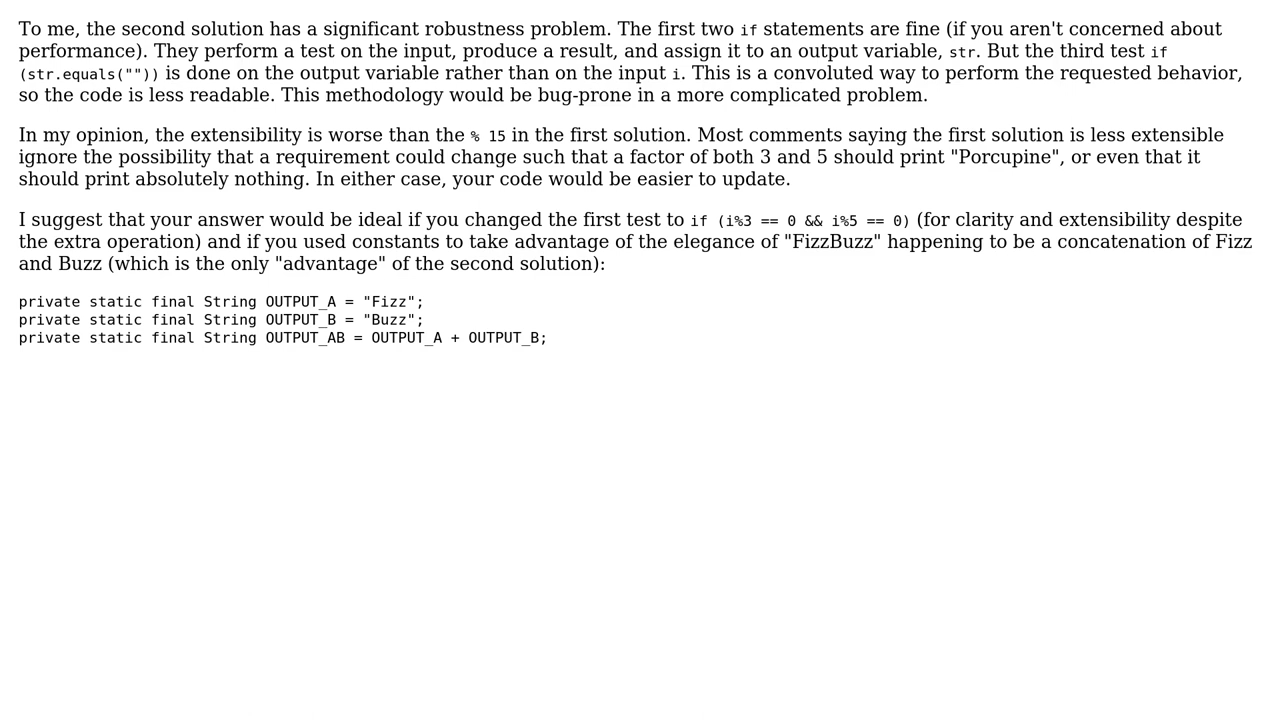 To me, the second solution has a significant robustness problem. The first two if statements are fine (if you aren't concerned about
performance). They perform a test on the input, produce a result, and assign it to an output variable, str. But the third test if
(str.equals("")) is done on the output variable rather than on the input i. This is a convoluted way to perform the requested behavior,
so the code is less readable. This methodology would be bug-prone in a more complicated problem.
In my opinion, the extensibility is worse than the % 15 in the first solution. Most comments saying the first solution is less extensible
ignore the possibility that a requirement could change such that a factor of both 3 and 5 should print "Porcupine", or even that it
should print absolutely nothing. In either case, your code would be easier to update.
I suggest that your answer would be ideal if you changed the first test to if (i%3 == 0 && i%5 == 0) (for clarity and extensibility despite
the extra operation) and if you used constants to take advantage of the elegance of "FizzBuzz" happening to be a concatenation of Fizz
and Buzz (which is the only "advantage" of the second solution):
private static final String OUTPUT_A = "Fizz";
private static final String OUTPUT_B = "Buzz";
private static final String OUTPUT_AB = OUTPUT_A + OUTPUT_B;